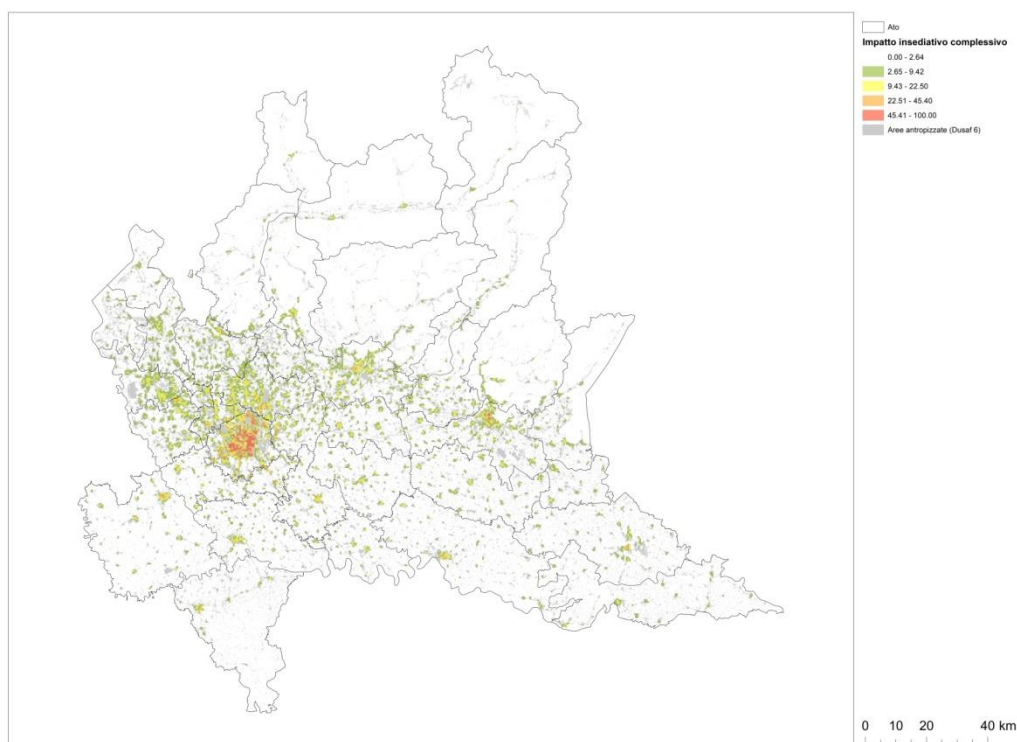 Ato
Impatto insediativo complessivo
0.00 - 2.64
2.65 - 9.42
9.43 - 22.50
22.51 - 45.40
45.41 - 100.00
Aree antropizzate (Dusaf 6)
0 10 20 40 km